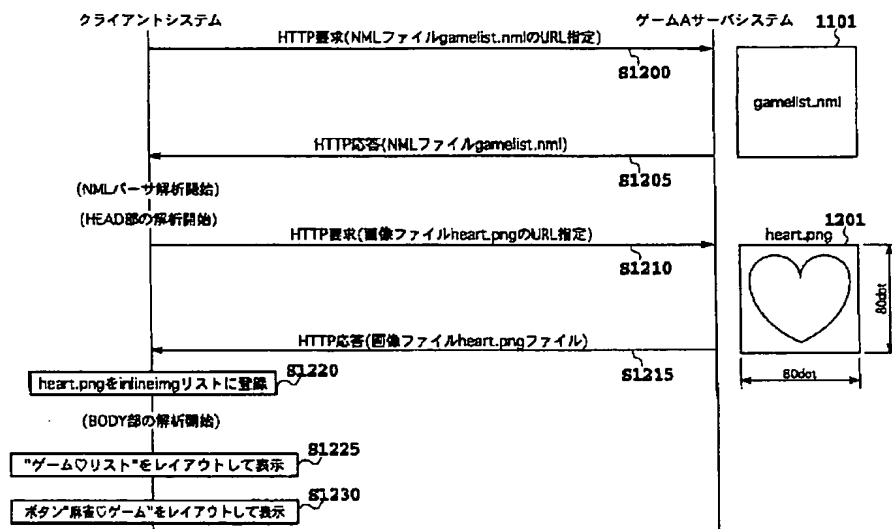 クライアントシステム
ゲームAサーバシステム
1101
HTTP要求(NMLファイルgamelist.nmlのURL指定)
S1200
gamelist.nml
HTTP応答(NMLファイルgamelist.nml)
S1205
(NMLパーサ解析開始)
(HEAD部の解析開始)
HTTP要求(画像ファイルheart.pngのURL指定)
S1210
heart.png
1201
80dot
HTTP応答(画像ファイルheart.pngファイル)
S1215
80dot
heart.pngをinlineimgリストに登録
S1220
(BODY部の解析開始)
S1225
"ゲーム♡リスト"をレイアウトして表示
S1230
ボタン"麻雀♡ゲーム"をレイアウトして表示